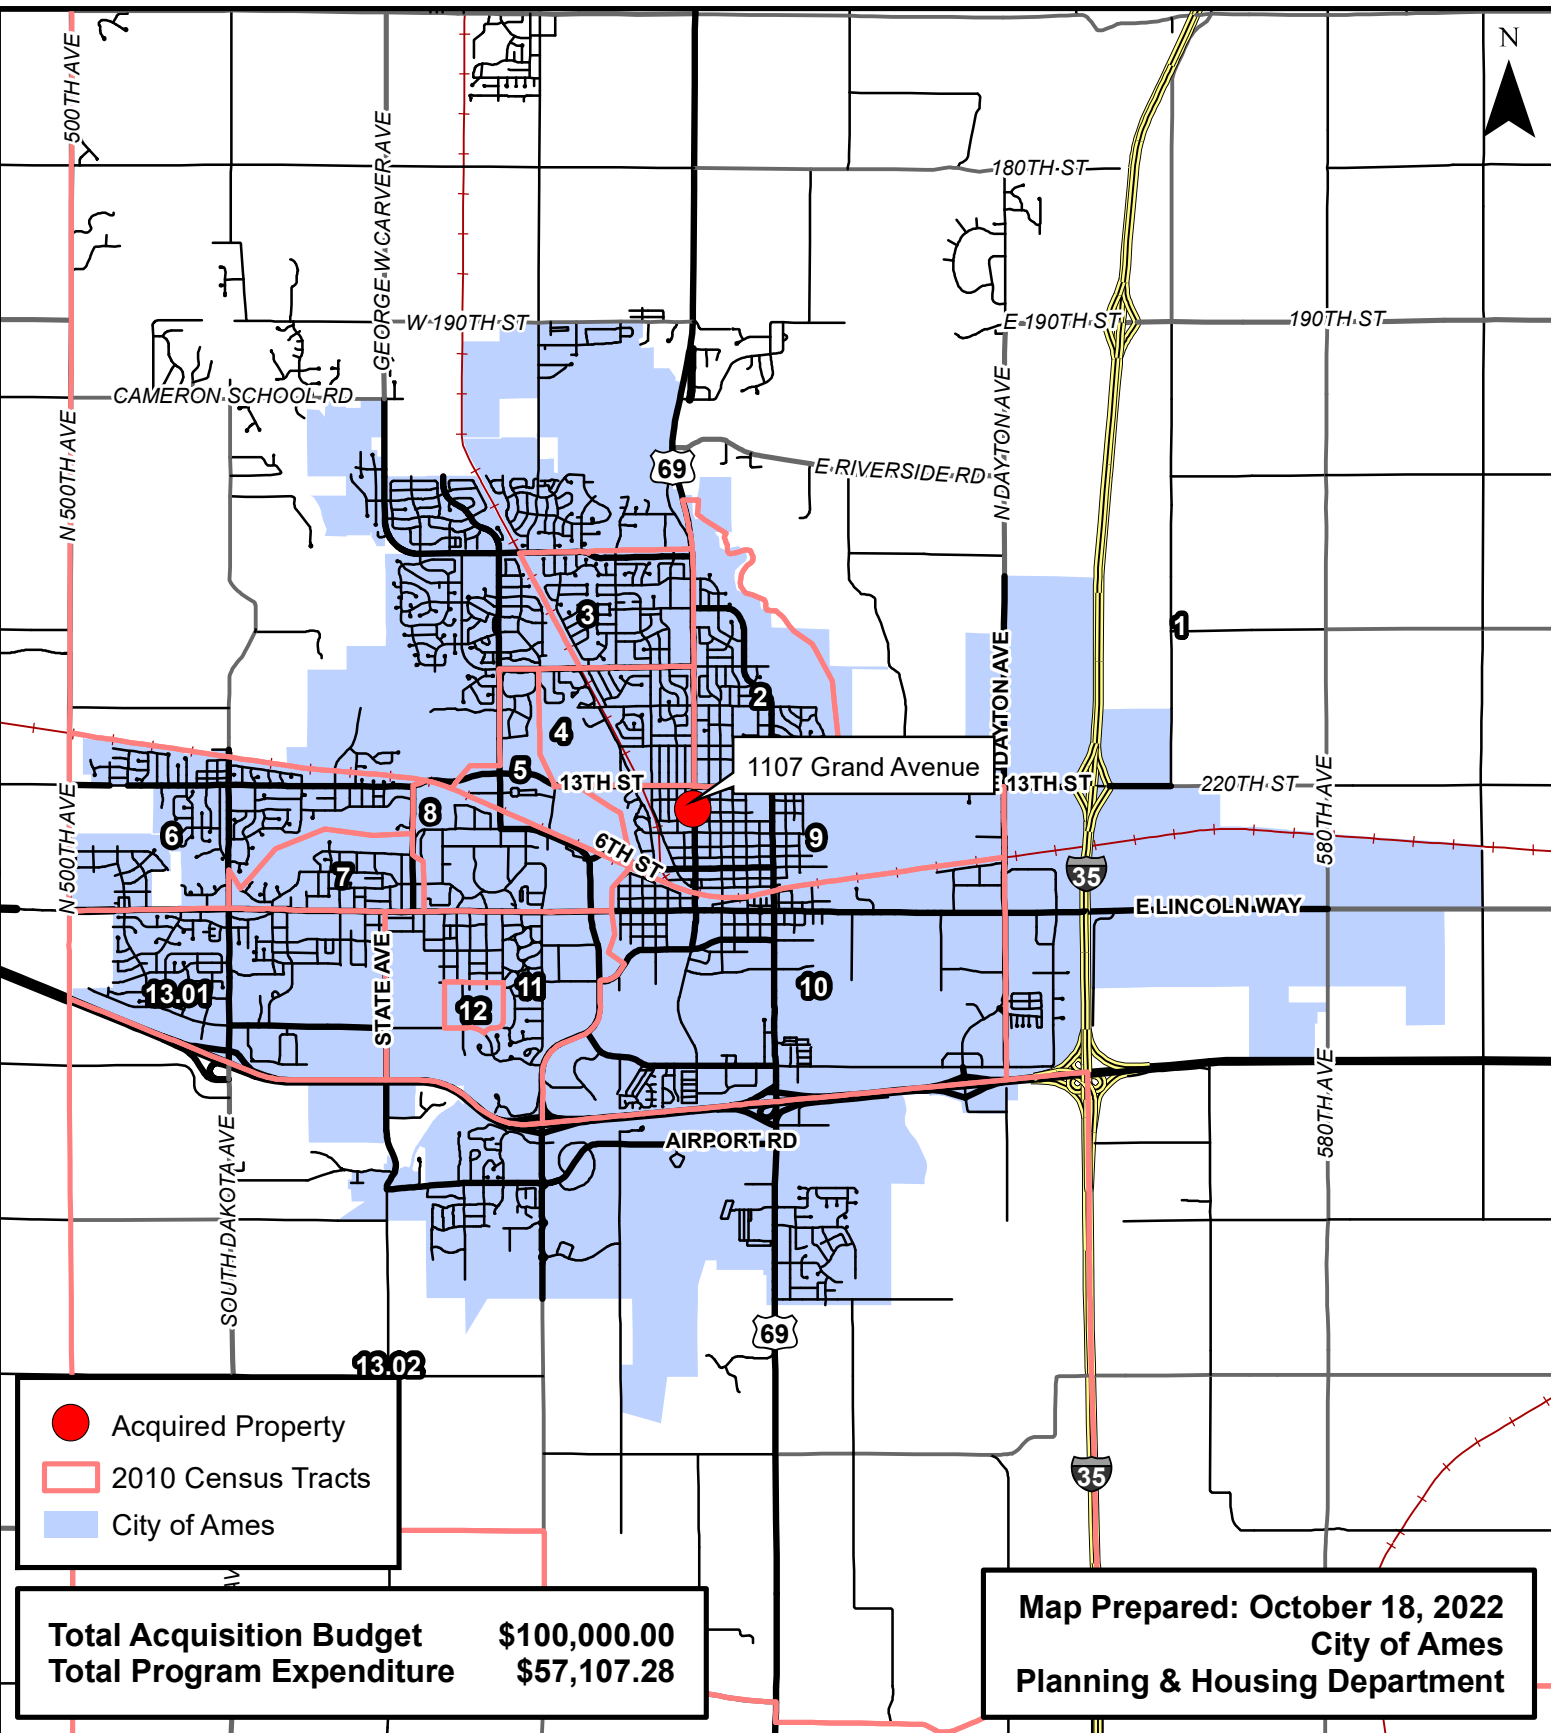 N
500TH AVE
GEORGE W CARVER AVE
180TH ST
W 190TH ST
E 190TH ST
190TH ST
CAMERON SCHOOL RD
N 500TH AVE
69
E RIVERSIDE RD
N DAYTON AVE
3
1
2
DAYTON AVE
4
5
13TH ST
1107 Grand Avenue
13TH ST
220TH ST
580TH AVE
N 500TH AVE
6
8
9
6TH ST
7
35
E LINCOLN WAY
STATE AVE
13.01
12
11
10
580TH AVE
SOUTH DAKOTA AVE
AIRPORT RD
69
13.02
35
Acquired Property
2010 Census Tracts
City of Ames
AV
Total Acquisition Budget $100,000.00
Total Program Expenditure $57,107.28
Map Prepared: October 18, 2022
City of Ames
Planning & Housing Department